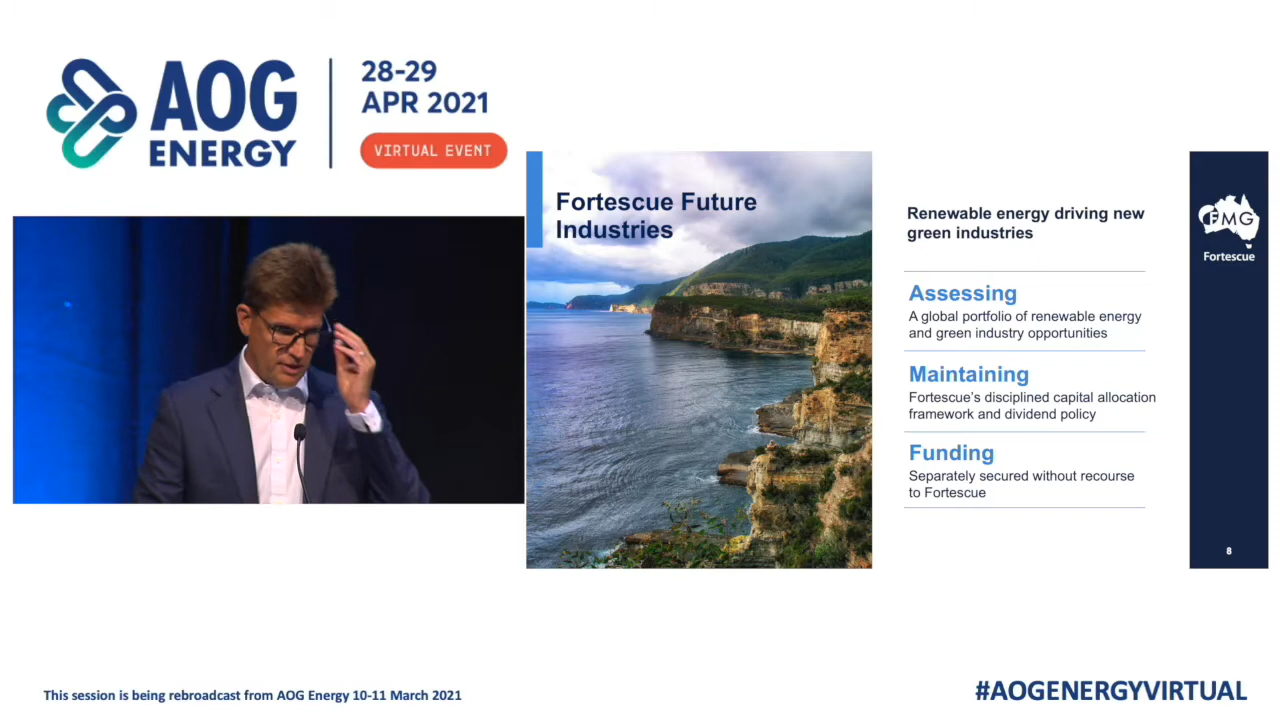 AOG
ENERGY
28-29
APR 2021
VIRTUAL EVENT
Fortescue Future
Industries
Renewable energy driving new
green industries
Assessing
A global portfolio of renewable energy
and green industry opportunities
Maintaining
Fortescue's disciplined capital allocation
framework and dividend policy
Funding
Separately secured without recourse
to Fortescue
FMG
Fortescue
8
This session is being rebroadcast from AOG Energy 10-11 March 2021
#AOGENERGYVIRTUAL